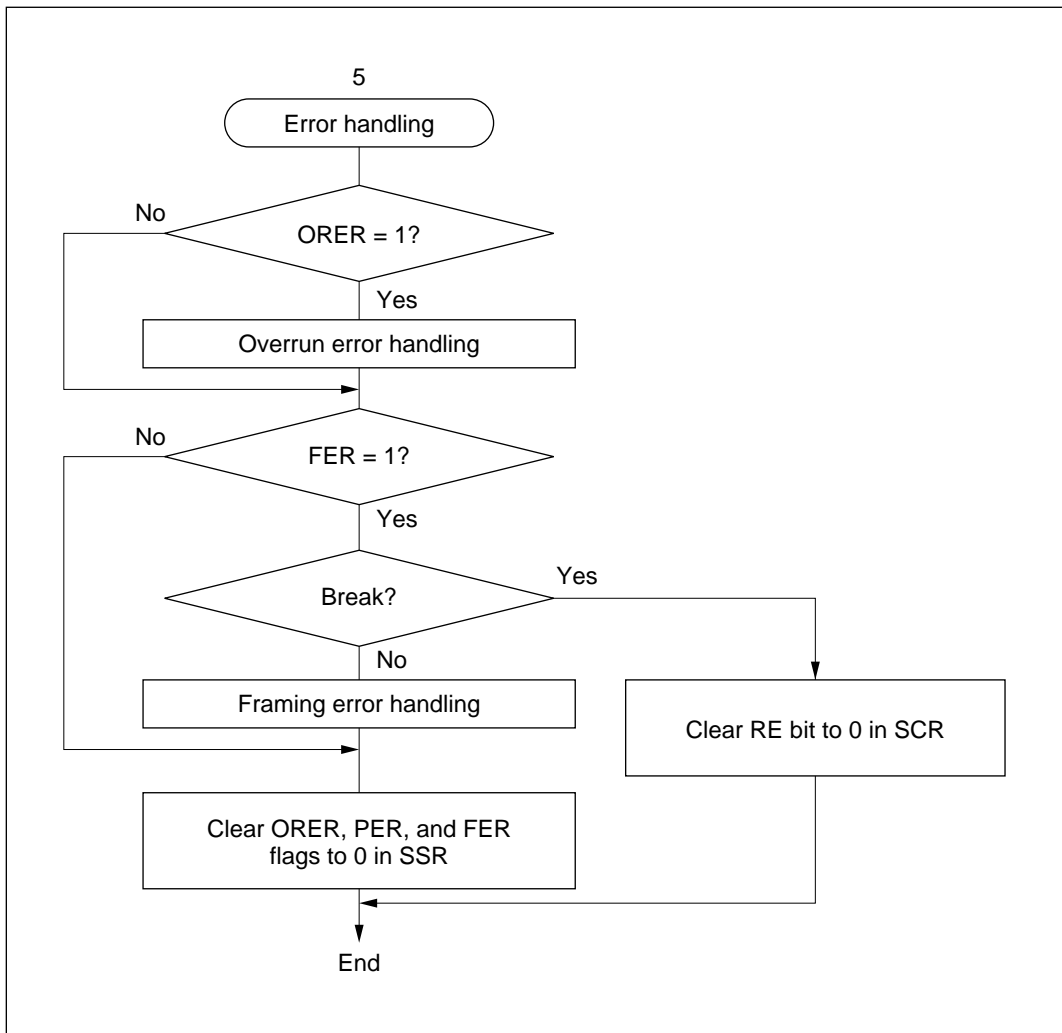 5
Error handling
No
ORER = 1?
Yes
Overrun error handling
No
FER = 1?
Yes
Break?
Yes
No
Framing error handling
Clear RE bit to 0 in SCR
Clear ORER, PER, and FER
flags to 0 in SSR
End